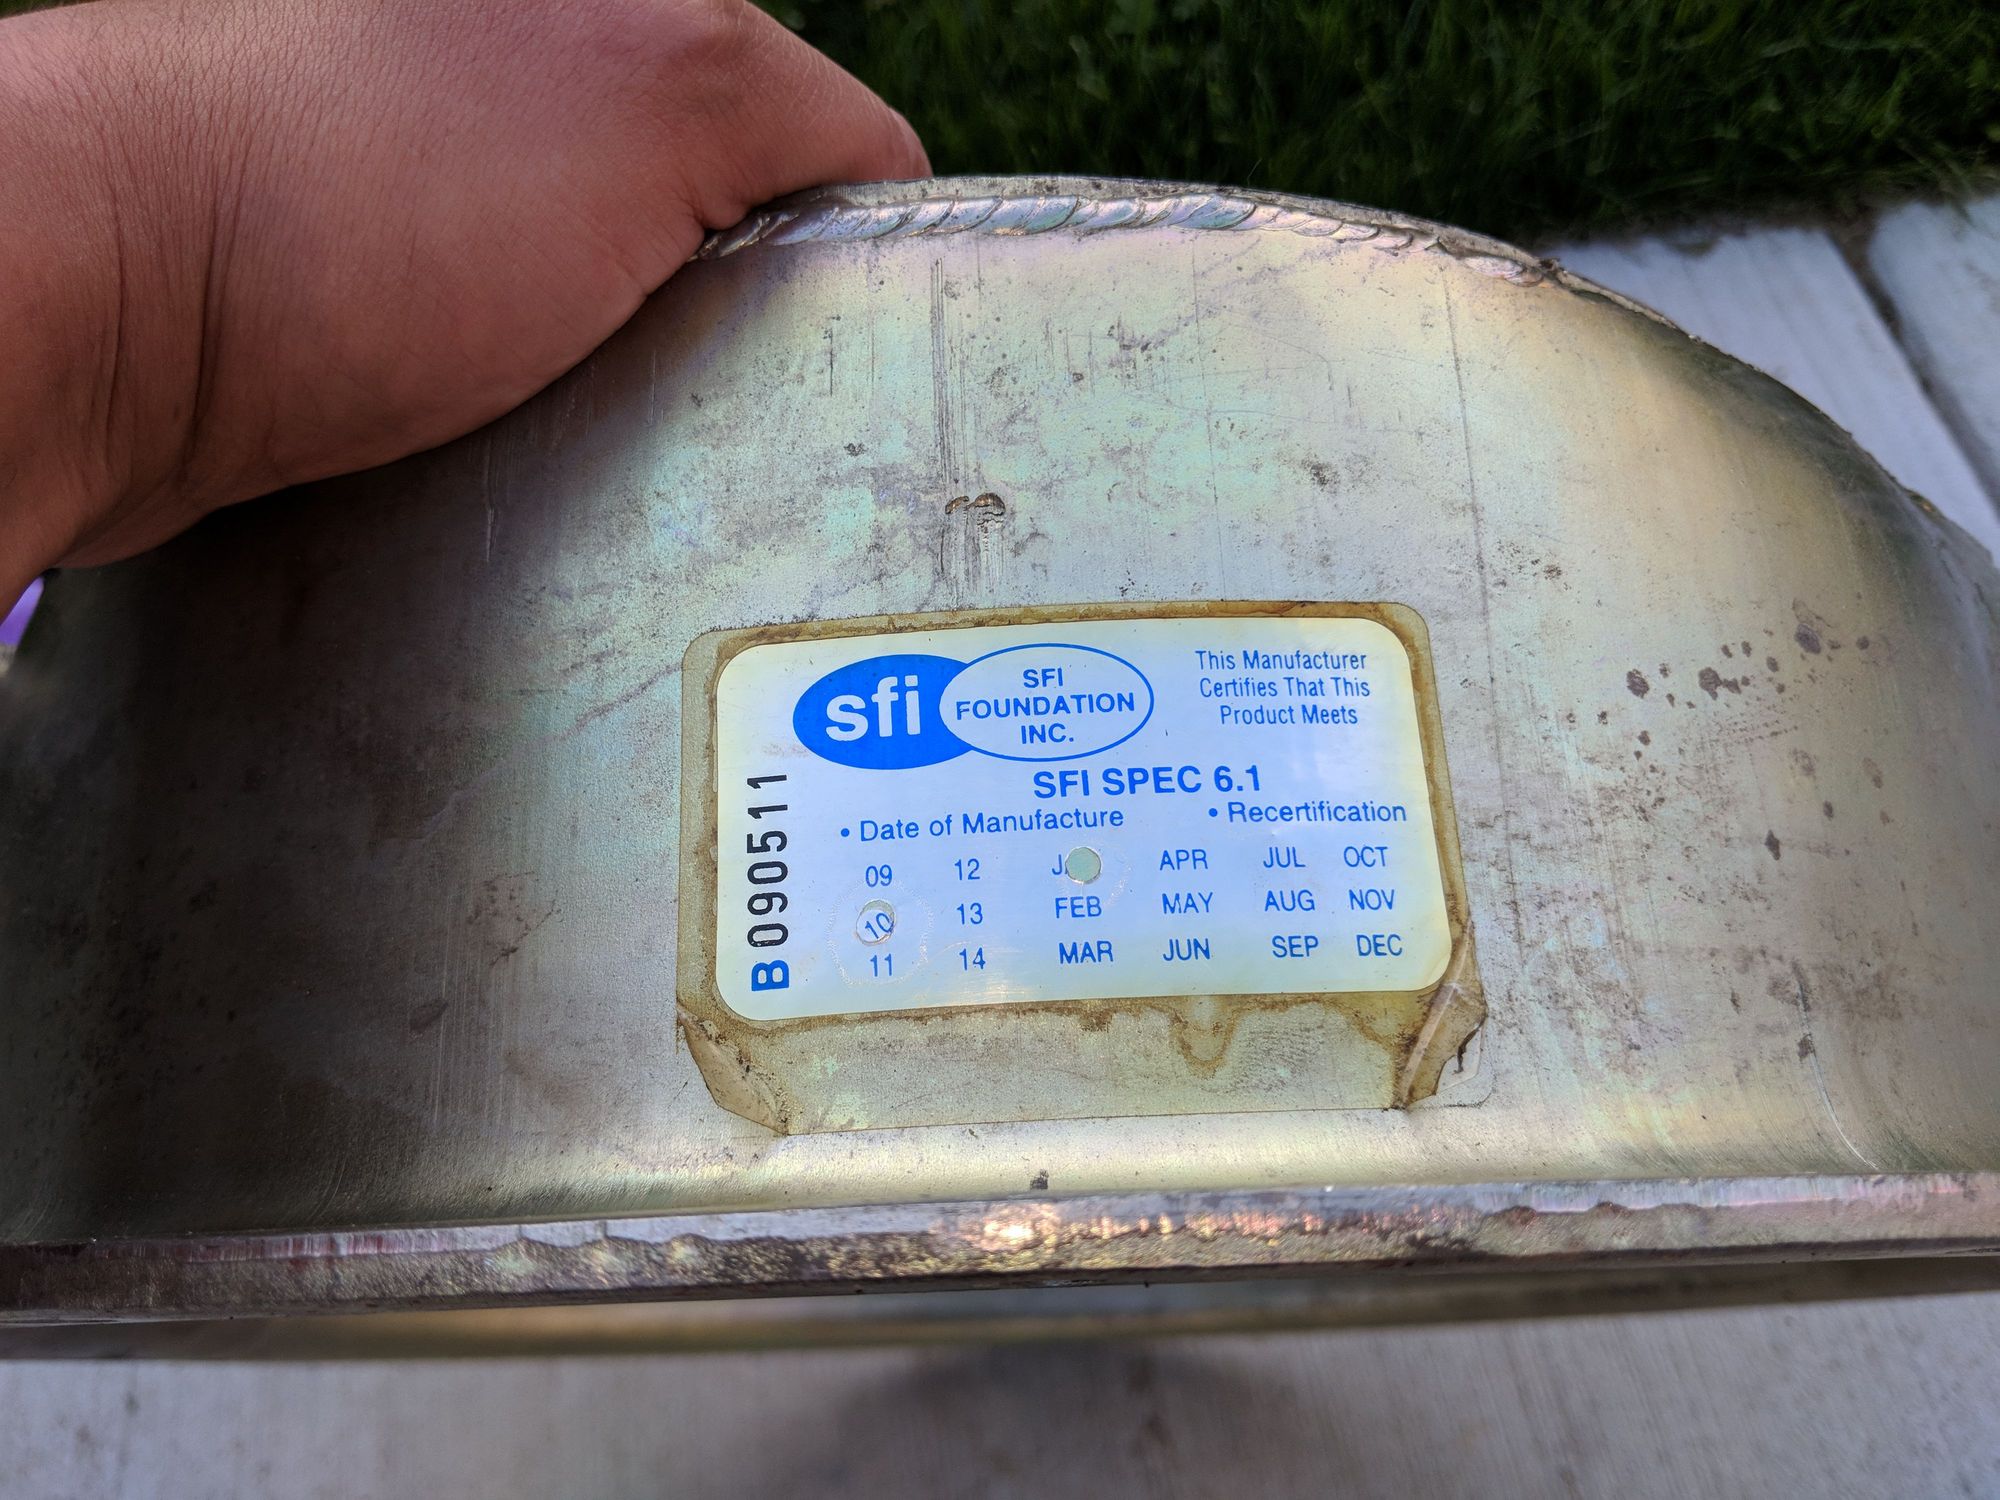 sfi
SFI
FOUNDATION
INC.
This Manufacturer
Certifies That This
Product Meets
SFI SPEC 6.1
• Date of Manufacture • Recertification
09 12 APR JUL OCT
10 13 FEB MAY AUG NOV
11 14 MAR JUN SEP DEC
B 090511